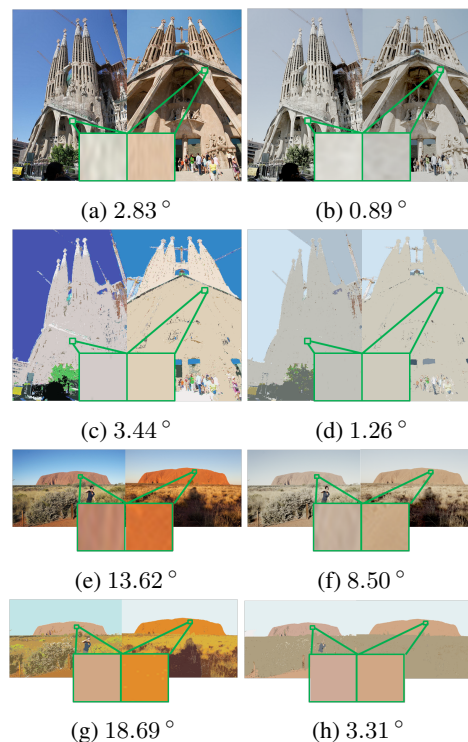 (a) 2.83 °
(b) 0.89 °
(c) 3.44 °
(d) 1.26 °
(e) 13.62 °
(f) 8.50 °
(g) 18.69 °
(h) 3.31 °